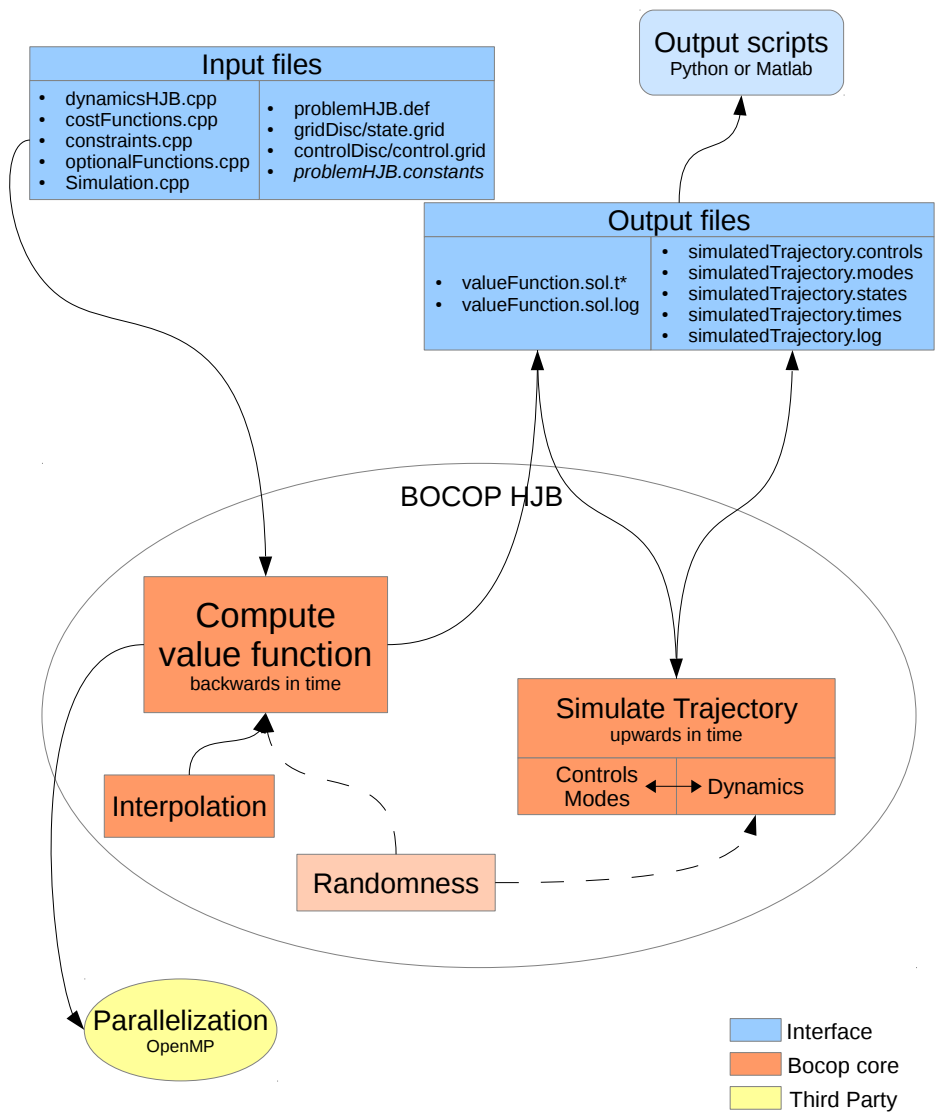 Output scripts
Python or Matlab
Input files
• dynamicsHJB.cpp
• costFunctions.cpp
• constraints.cpp
• optionalFunctions.cpp
• Simulation.cpp
• problemHJB.def
• gridDisc/state.grid
• controlDisc/control.grid
• problemHJB.constants
Output files
• valueFunction.sol.t*
• valueFunction.sol.log
• simulatedTrajectory.controls
• simulatedTrajectory.modes
• simulatedTrajectory.states
• simulatedTrajectory.times
• simulatedTrajectory.log
BOCOP HJB
Compute
value function
backwards in time
Simulate Trajectory
upwards in time
Controls
Modes
Dynamics
Interpolation
Randomness
Parallelization
OpenMP
Interface
Bocop core
Third Party